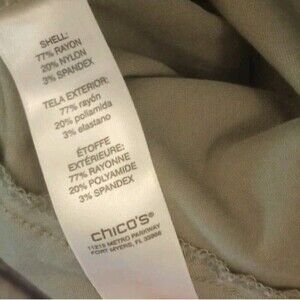 SHELL:
77% RAYON
20% NYLON
3% SPANDEX
TELA EXTERIOR:
77% rayón
20% poliamida
3% elastano
ÉTOFFE
EXTÉRIEURE:
77% RAYONNE
20% POLYAMIDE
3% SPANDEX
chico's®
11215 METRO PARKWAY
FORT MYERS, FL 33966